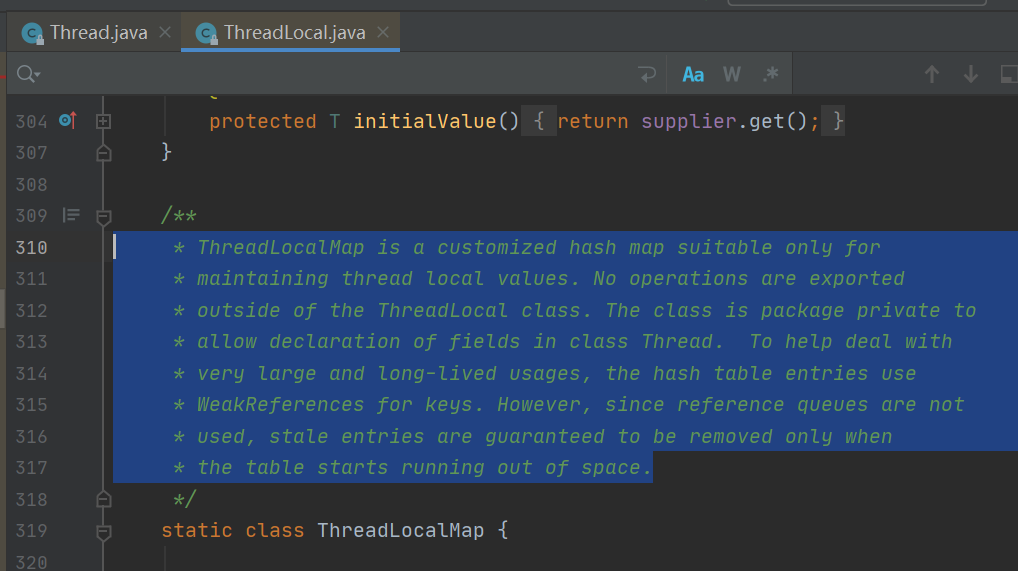 Thread.java
ThreadLocal.java
Aa W .*
304 protected T initialValue() { return supplier.get(); }
307 }
308
309 /**
310 * ThreadLocalMap is a customized hash map suitable only for
311 * maintaining thread local values. No operations are exported
312 * outside of the ThreadLocal class. The class is package private to
313 * allow declaration of fields in class Thread.  To help deal with
314 * very large and long-lived usages, the hash table entries use
315 * WeakReferences for keys. However, since reference queues are not
316 * used, stale entries are guaranteed to be removed only when
317 * the table starts running out of space.
318 */
319 static class ThreadLocalMap {
320